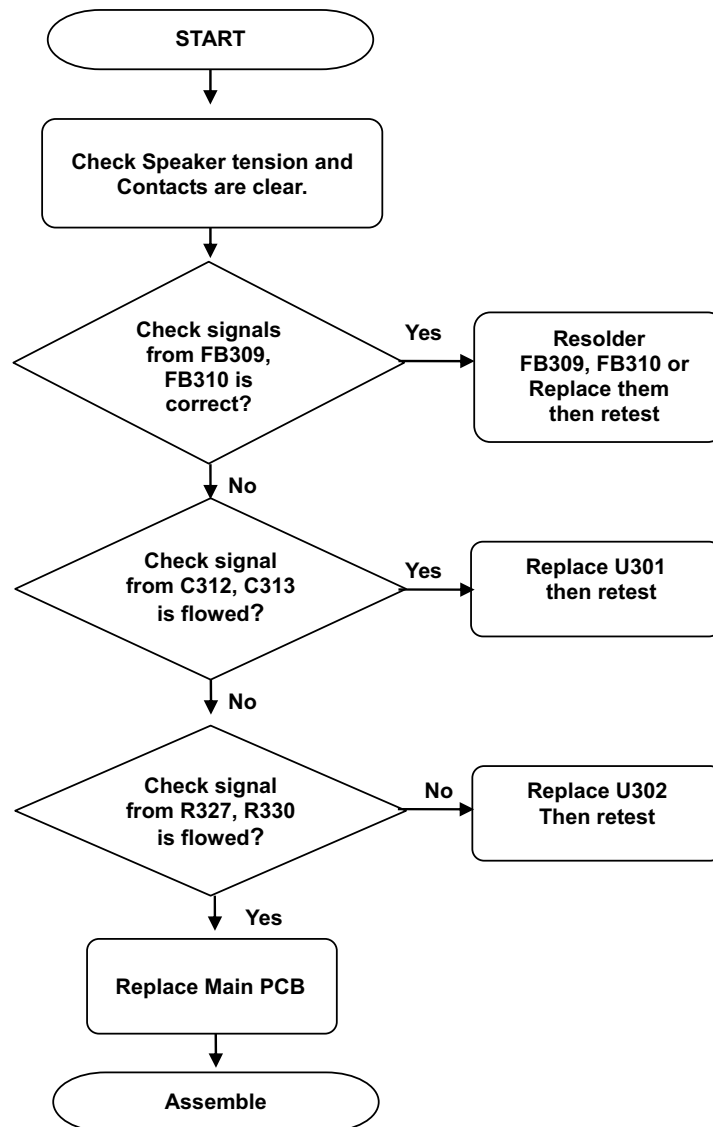 START
Check Speaker tension and
Contacts are clear.
Check signals
from FB309,
FB310 is
correct?
Yes
Resolder
FB309, FB310 or
Replace them
then retest
No
Check signal
from C312, C313
is flowed?
Yes
Replace U301
then retest
No
Check signal
from R327, R330
is flowed?
No
Replace U302
Then retest
Yes
Replace Main PCB
Assemble